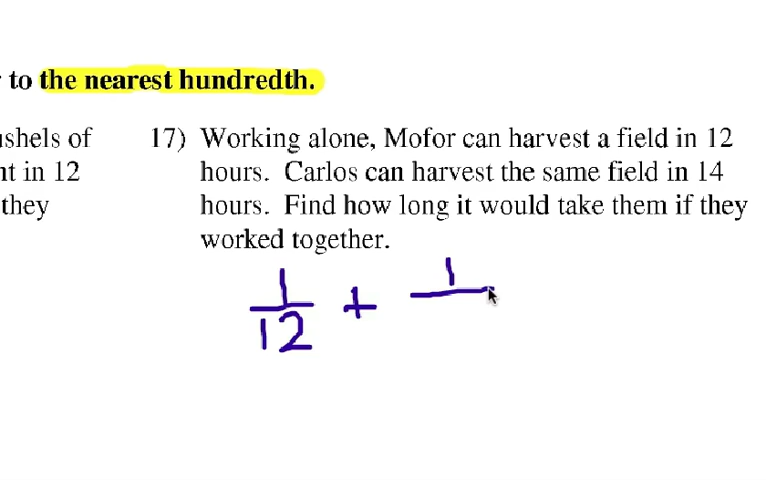 to the nearest hundredth.
17) Working alone, Mofor can harvest a field in 12
hours. Carlos can harvest the same field in 14
hours. Find how long it would take them if they
worked together.
shels of
in 12
they
1/12 + 1/